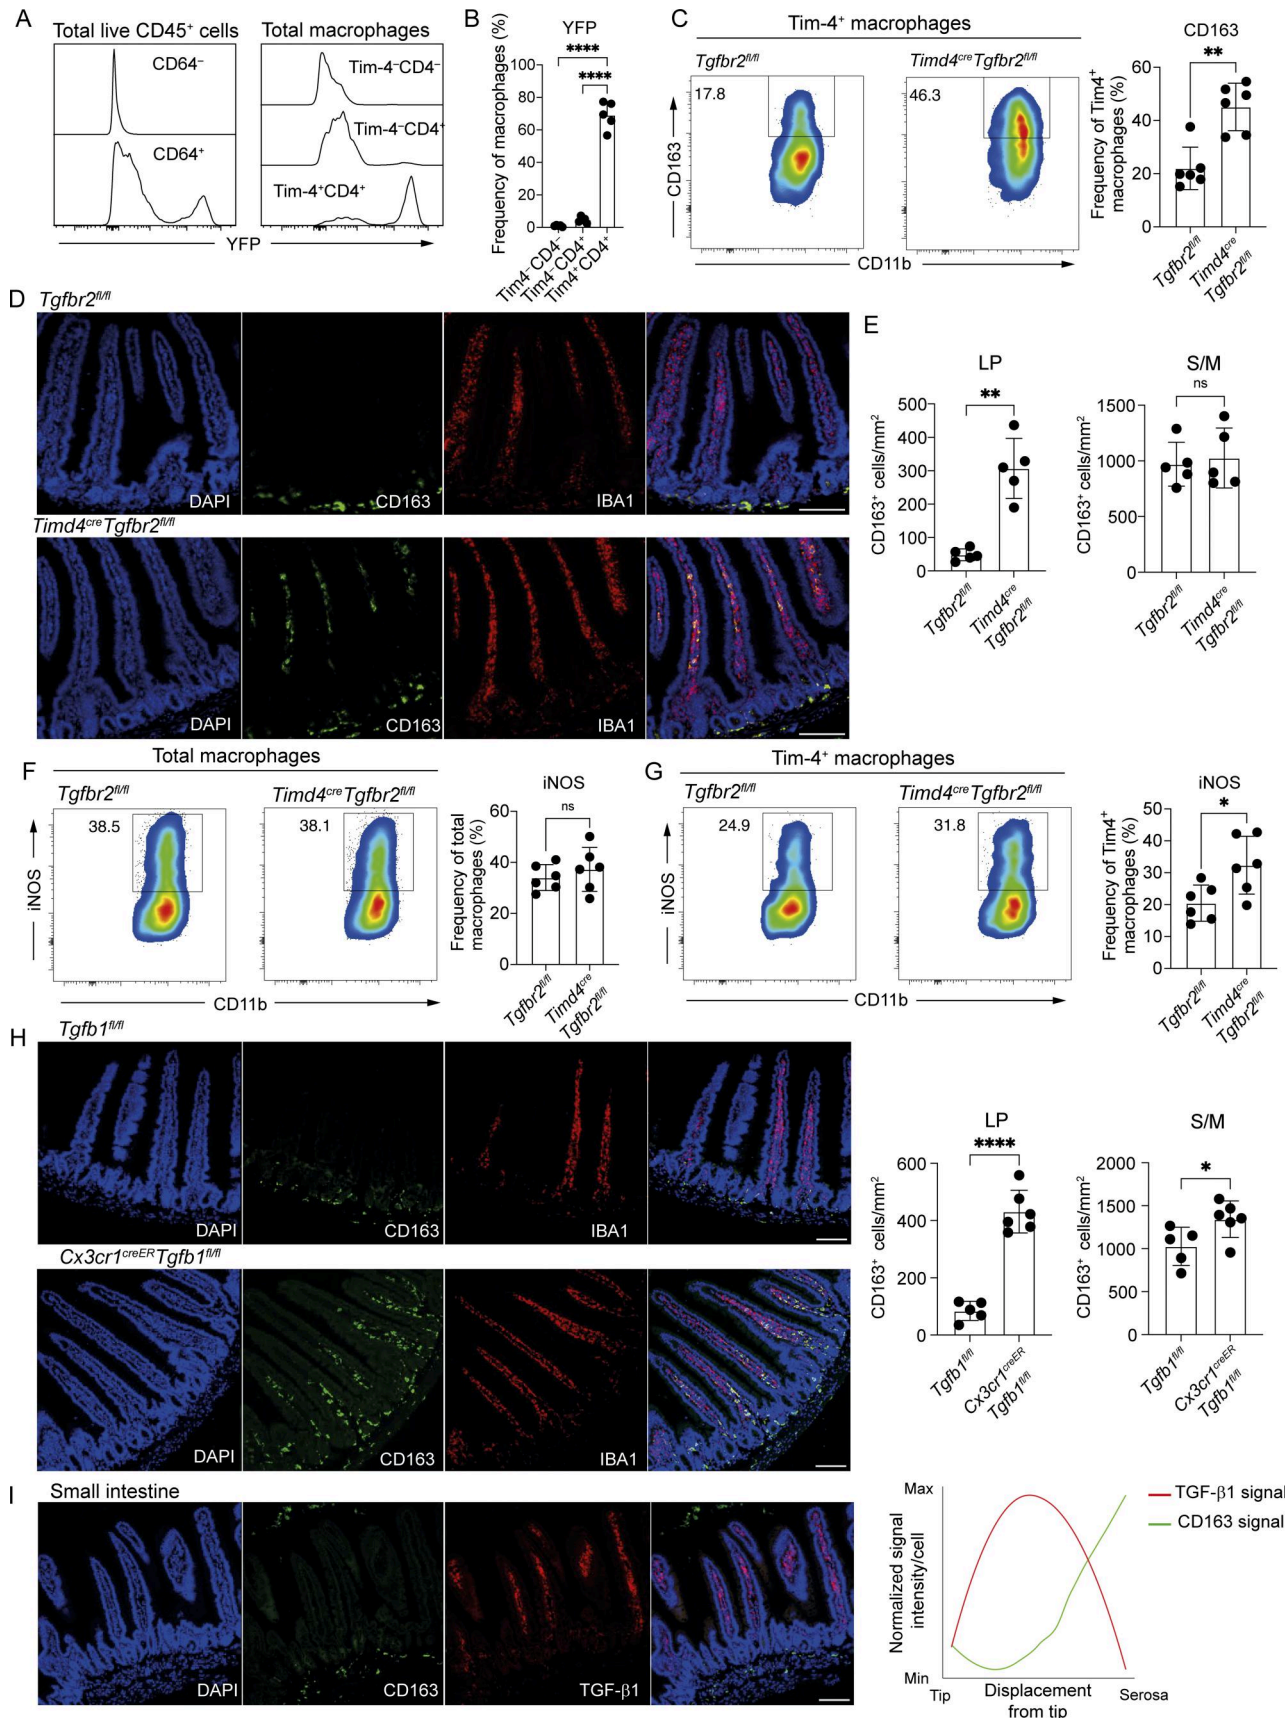 A
Total live CD45⁺ cells
CD64⁻
CD64⁺
Total macrophages
Tim-4⁻CD4⁻
Tim-4⁻CD4⁺
Tim-4⁺CD4⁺
YFP
B
YFP
****
****
Frequency of macrophages (%)
100
80
60
40
20
0
Tim4⁻CD4⁻
Tim4⁻CD4⁺
Tim4⁺CD4⁺
C
Tim-4⁺ macrophages
Tgfbr2fl/fl
17.8
Timd4creTgfbr2fl/fl
46.3
CD163
CD11b
CD163
**
Frequency of Tim4⁺
macrophages (%)
60
40
20
0
Tgfbr2fl/fl
Timd4cre
Tgfbr2fl/fl
D
Tgfbr2fl/fl
DAPI
CD163
IBA1
Timd4creTgfbr2fl/fl
DAPI
CD163
IBA1
E
LP
**
CD163⁺ cells/mm²
500
400
300
200
100
0
Tgfbr2fl/fl
Timd4cre
Tgfbr2fl/fl
S/M
ns
CD163⁺ cells/mm²
1500
1000
500
0
Tgfbr2fl/fl
Timd4cre
Tgfbr2fl/fl
F
Total macrophages
Tgfbr2fl/fl
38.5
Timd4creTgfbr2fl/fl
38.1
iNOS
CD11b
iNOS
ns
Frequency of total
macrophages (%)
60
40
20
0
Tgfbr2fl/fl
Timd4cre
Tgfbr2fl/fl
G
Tim-4⁺ macrophages
Tgfbr2fl/fl
24.9
Timd4creTgfbr2fl/fl
31.8
iNOS
CD11b
iNOS
*
Frequency of Tim4⁺
macrophages (%)
50
40
30
20
10
0
Tgfbr2fl/fl
Timd4cre
Tgfbr2fl/fl
H
Tgfb1fl/fl
DAPI
CD163
IBA1
Cx3cr1creERTgfb1fl/fl
DAPI
CD163
IBA1
LP
****
CD163⁺ cells/mm²
600
400
200
0
Tgfb1fl/fl
Cx3cr1creER
Tgfb1fl/fl
S/M
*
CD163⁺ cells/mm²
2000
1500
1000
500
0
Tgfb1fl/fl
Cx3cr1creER
Tgfb1fl/fl
I
Small intestine
DAPI
CD163
TGF-β1
Normalized signal
intensity/cell
Max
Min
Tip
Displacement
from tip
Serosa
TGF-β1 signal
CD163 signal